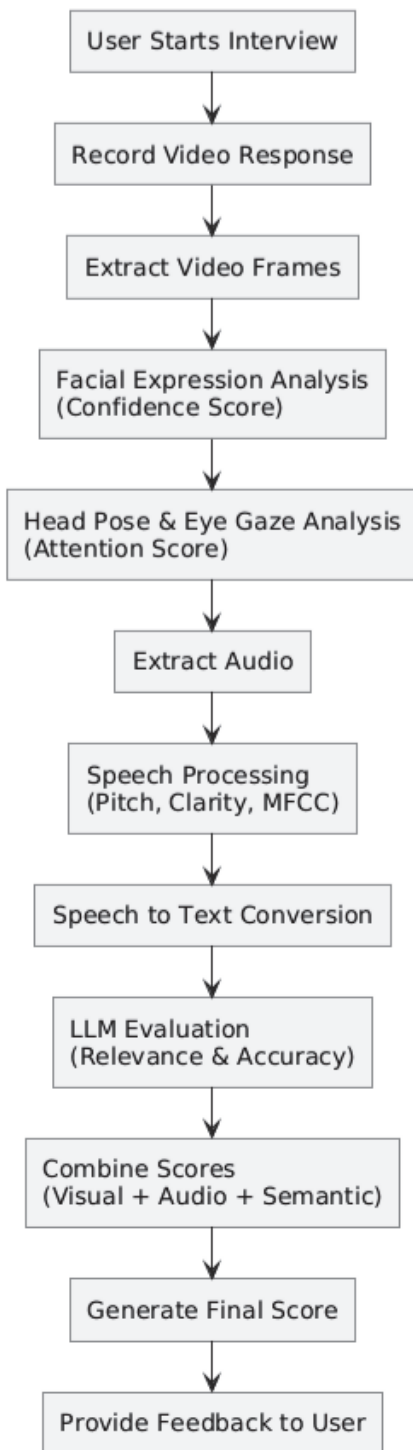 User Starts Interview
Record Video Response
Extract Video Frames
Facial Expression Analysis
(Confidence Score)
Head Pose & Eye Gaze Analysis
(Attention Score)
Extract Audio
Speech Processing
(Pitch, Clarity, MFCC)
Speech to Text Conversion
LLM Evaluation
(Relevance & Accuracy)
Combine Scores
(Visual + Audio + Semantic)
Generate Final Score
Provide Feedback to User